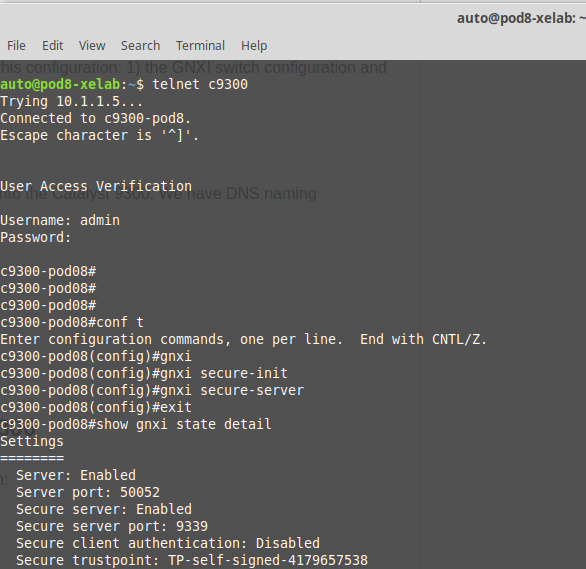 auto@pod8-xelab: ~
File Edit View Search Terminal Help
this configuration: 1) the GNXI switch configuration and
auto@pod8-xelab:~$ telnet c9300
Trying 10.1.1.5...
Connected to c9300-pod8.
Escape character is '^]'.
User Access Verification
nto the Catalyst 9300. We have DNS naming
Username: admin
Password:
c9300-pod08#
c9300-pod08#
c9300-pod08#
c9300-pod08#conf t
Enter configuration commands, one per line.  End with CNTL/Z.
c9300-pod08(config)#gnxi
c9300-pod08(config)#gnxi secure-init
c9300-pod08(config)#gnxi secure-server
c9300-pod08(config)#exit
c9300-pod08#show gnxi state detail
Settings
========
  Server: Enabled
  Server port: 50052
  Secure server: Enabled
  Secure server port: 9339
  Secure client authentication: Disabled
  Secure trustpoint: TP-self-signed-4179657538